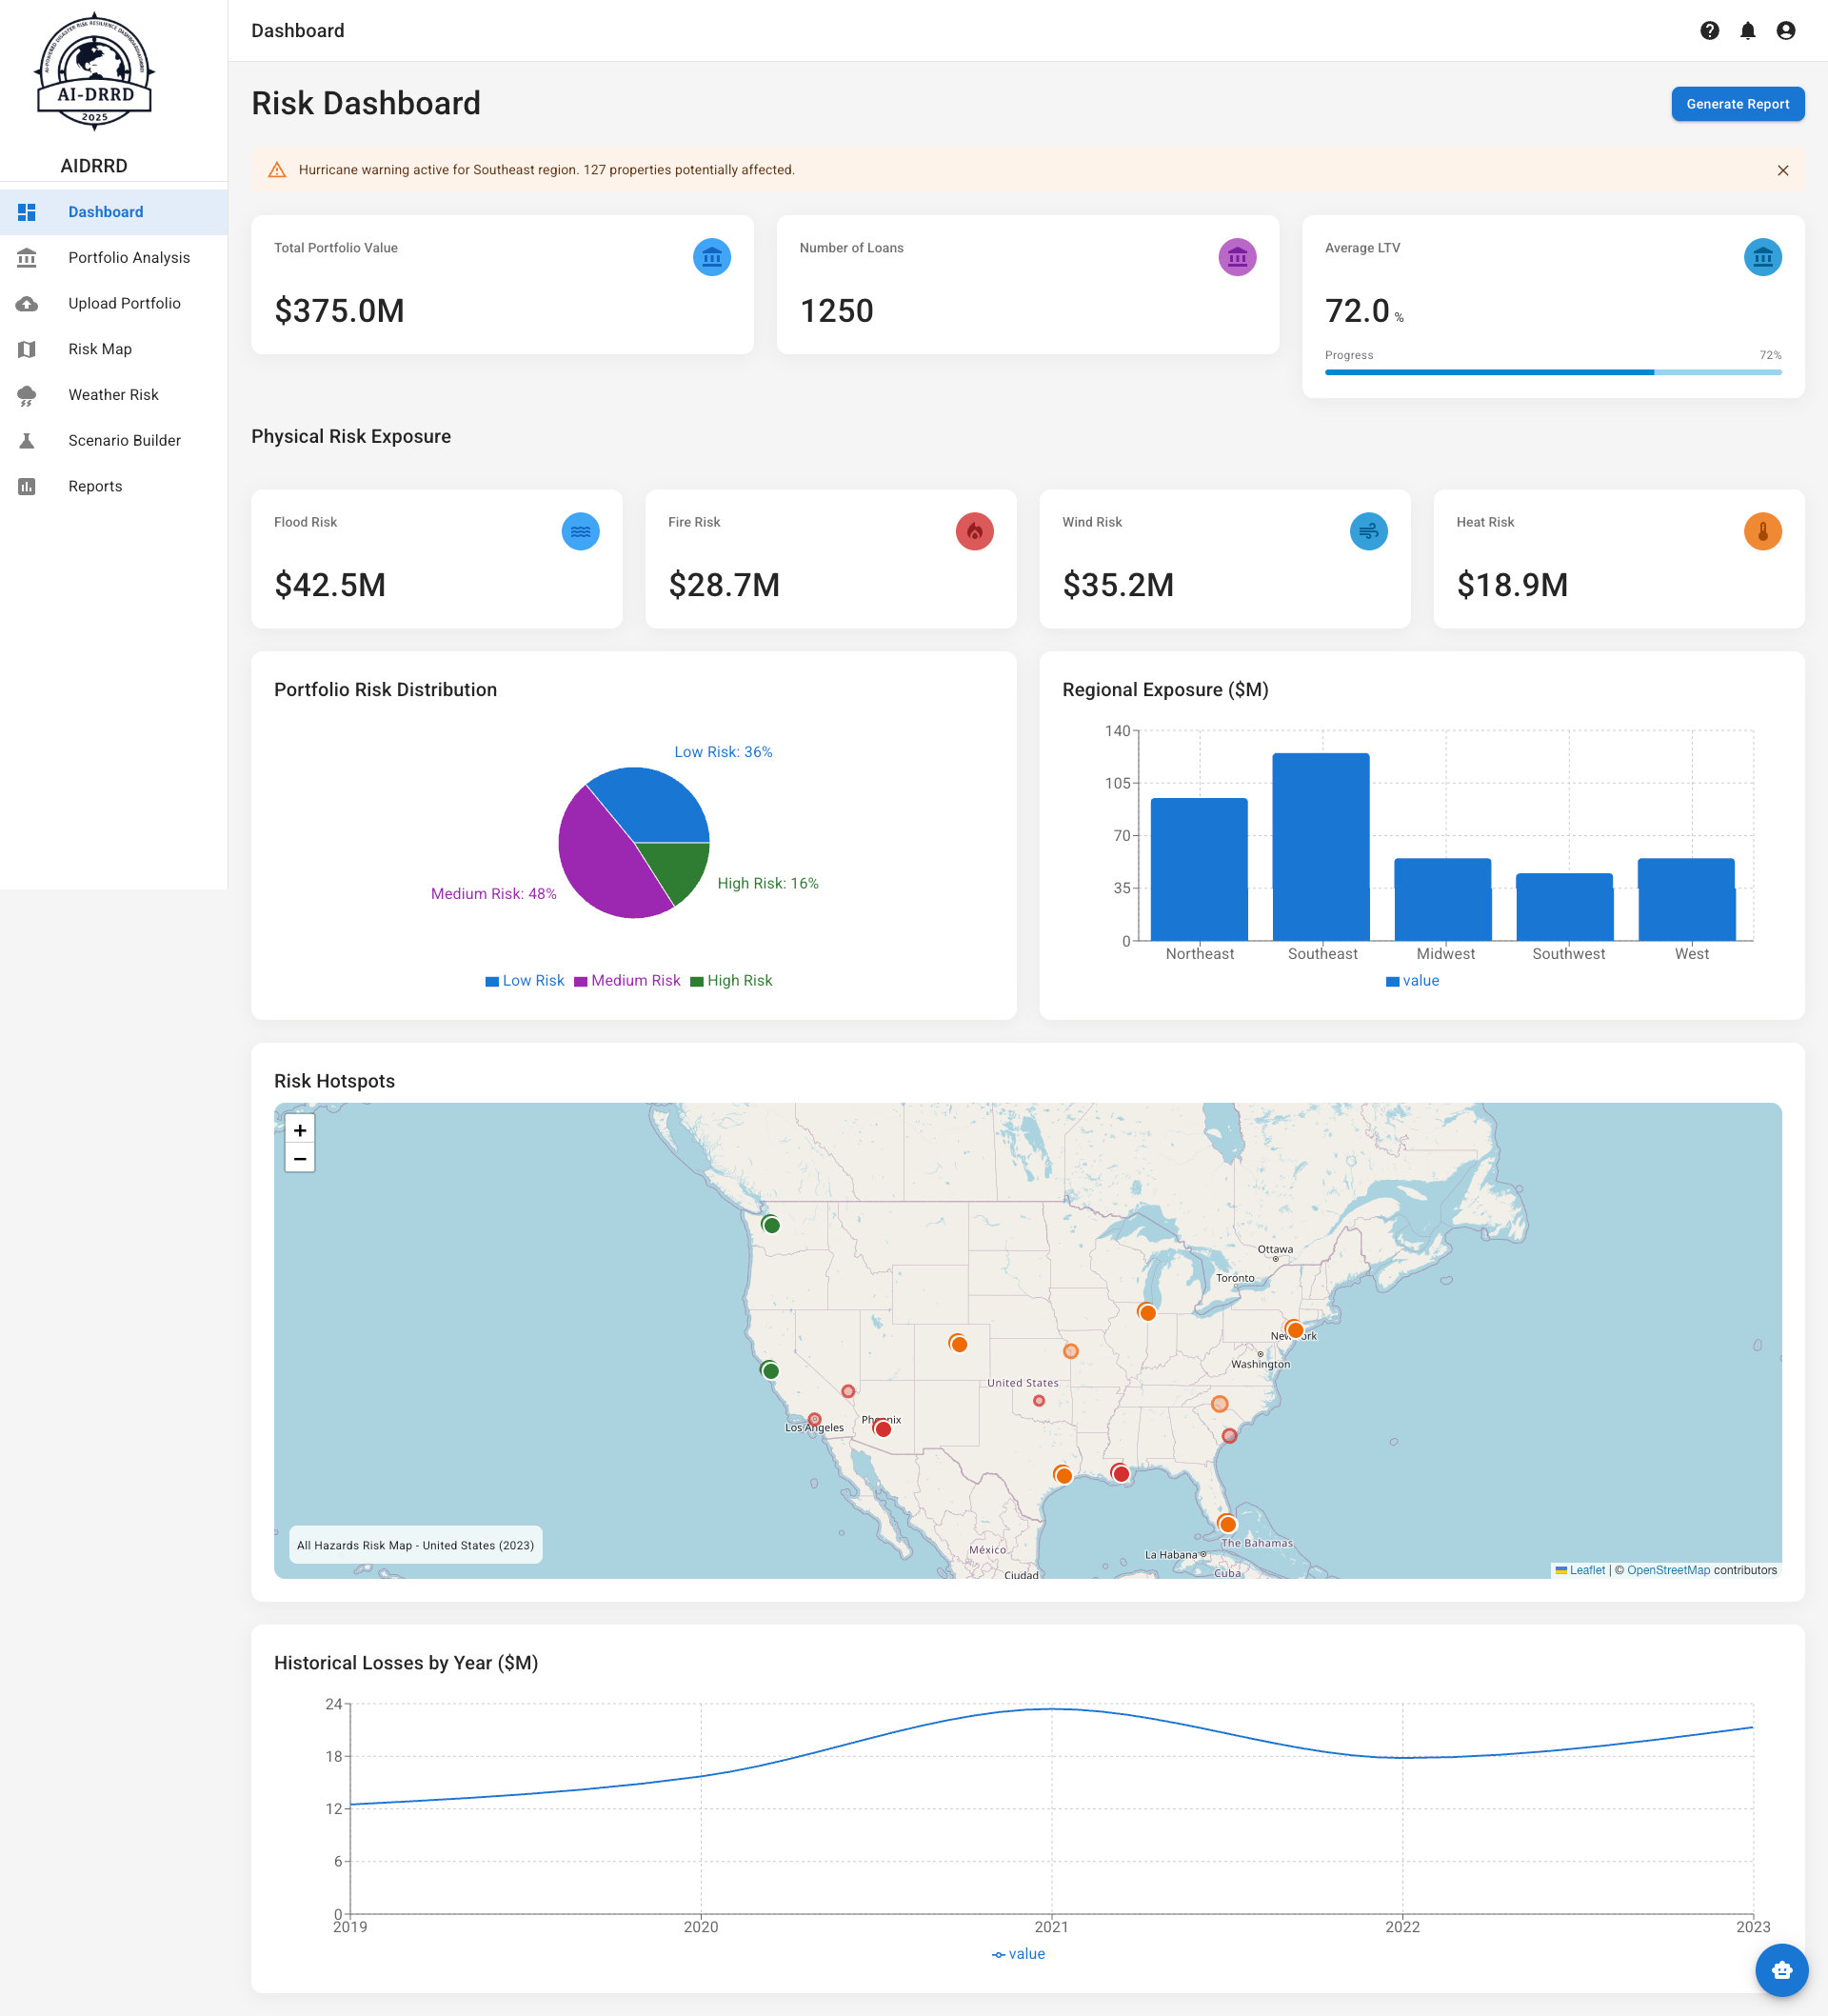 AI-DRRD
2025
AIDRRD
Dashboard
Portfolio Analysis
Upload Portfolio
Risk Map
Weather Risk
Scenario Builder
Reports
Dashboard
Risk Dashboard
Generate Report
Hurricane warning active for Southeast region. 127 properties potentially affected.
Total Portfolio Value
$375.0M
Number of Loans
1250
Average LTV
72.0 %
Progress 72%
Physical Risk Exposure
Flood Risk
$42.5M
Fire Risk
$28.7M
Wind Risk
$35.2M
Heat Risk
$18.9M
Portfolio Risk Distribution
Low Risk: 36%
High Risk: 16%
Medium Risk: 48%
Low Risk Medium Risk High Risk
Regional Exposure ($M)
140
105
70
35
0
Northeast Southeast Midwest Southwest West
value
Risk Hotspots
+
−
Ottawa
Toronto
Washington
United States
Los Angeles
México
Ciudad
La Habana
The Bahamas
Cuba
All Hazards Risk Map - United States (2023)
Leaflet | © OpenStreetMap contributors
Historical Losses by Year ($M)
24
18
12
6
0
2019 2020 2021 2022 2023
value